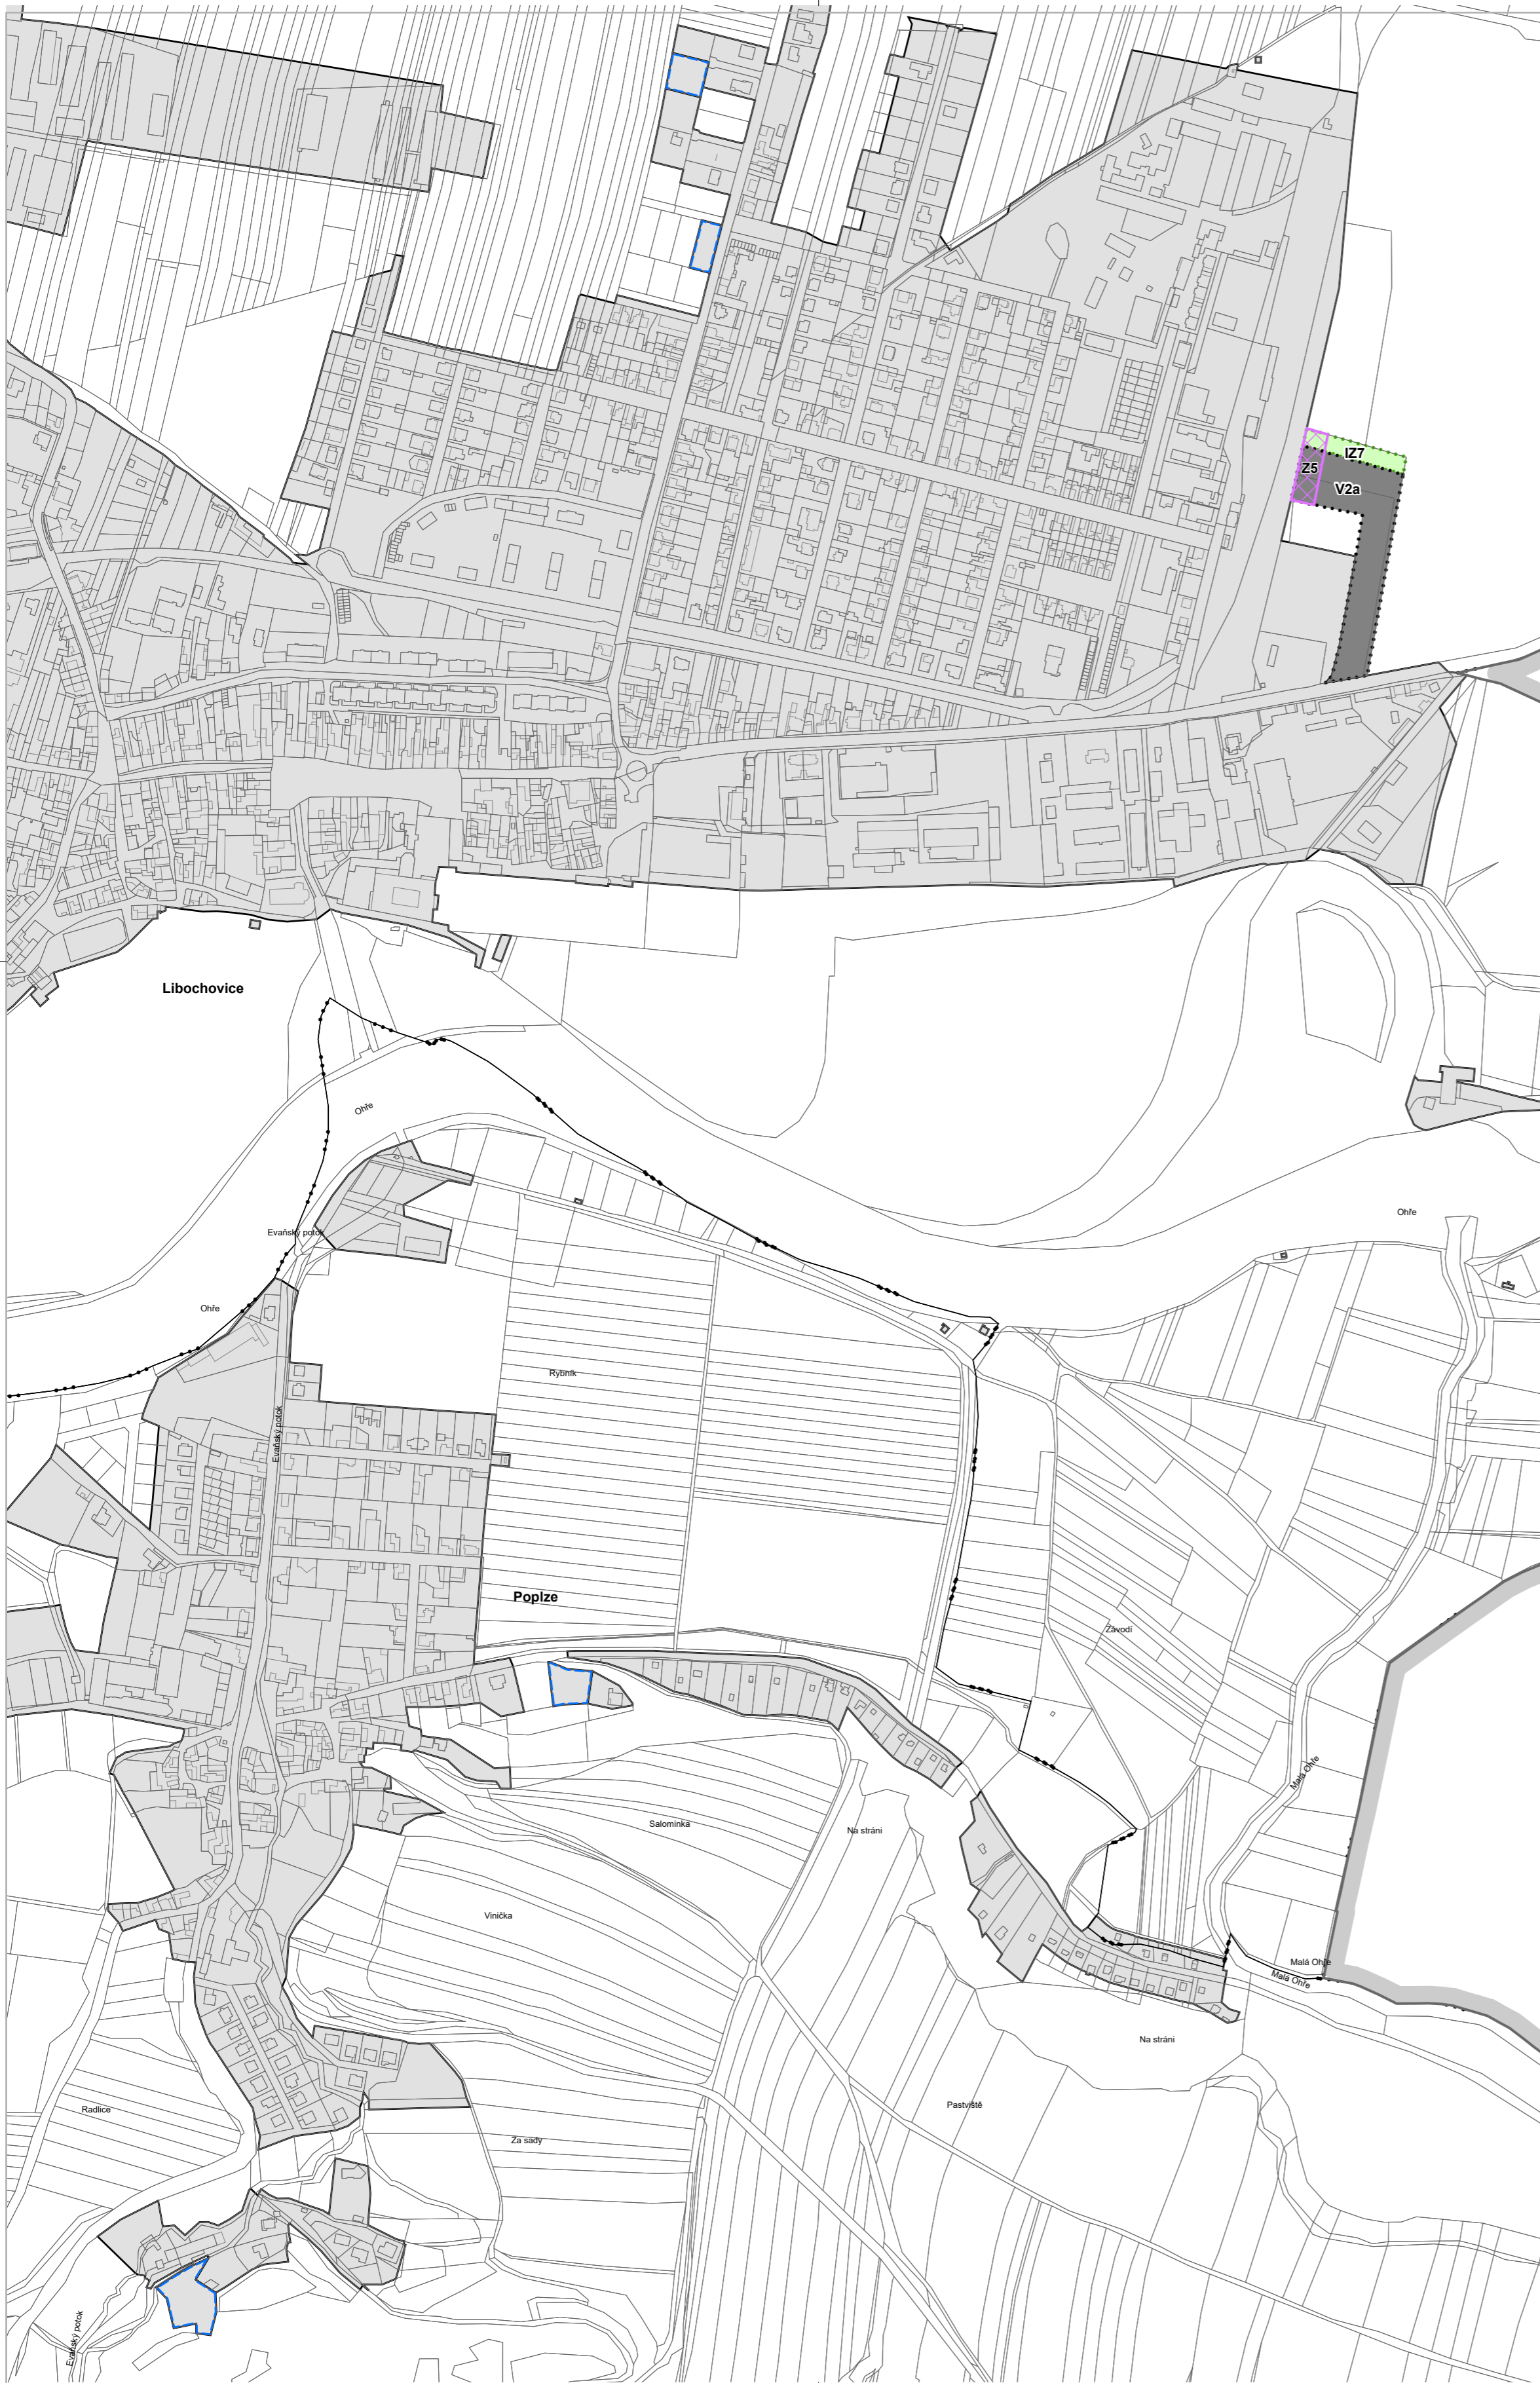 IZ7
Z5
V2a
Libochovice
Ohře
Ohře
Evaňský potok
Ohře
Rybník
Evaňský potok
Poplze
Závodí
Malá Ohře
Salominka
Na stráni
Vinička
Malá Ohře
Malá Ohře
Na stráni
Radlice
Pastviště
Za sady
Evaňský potok